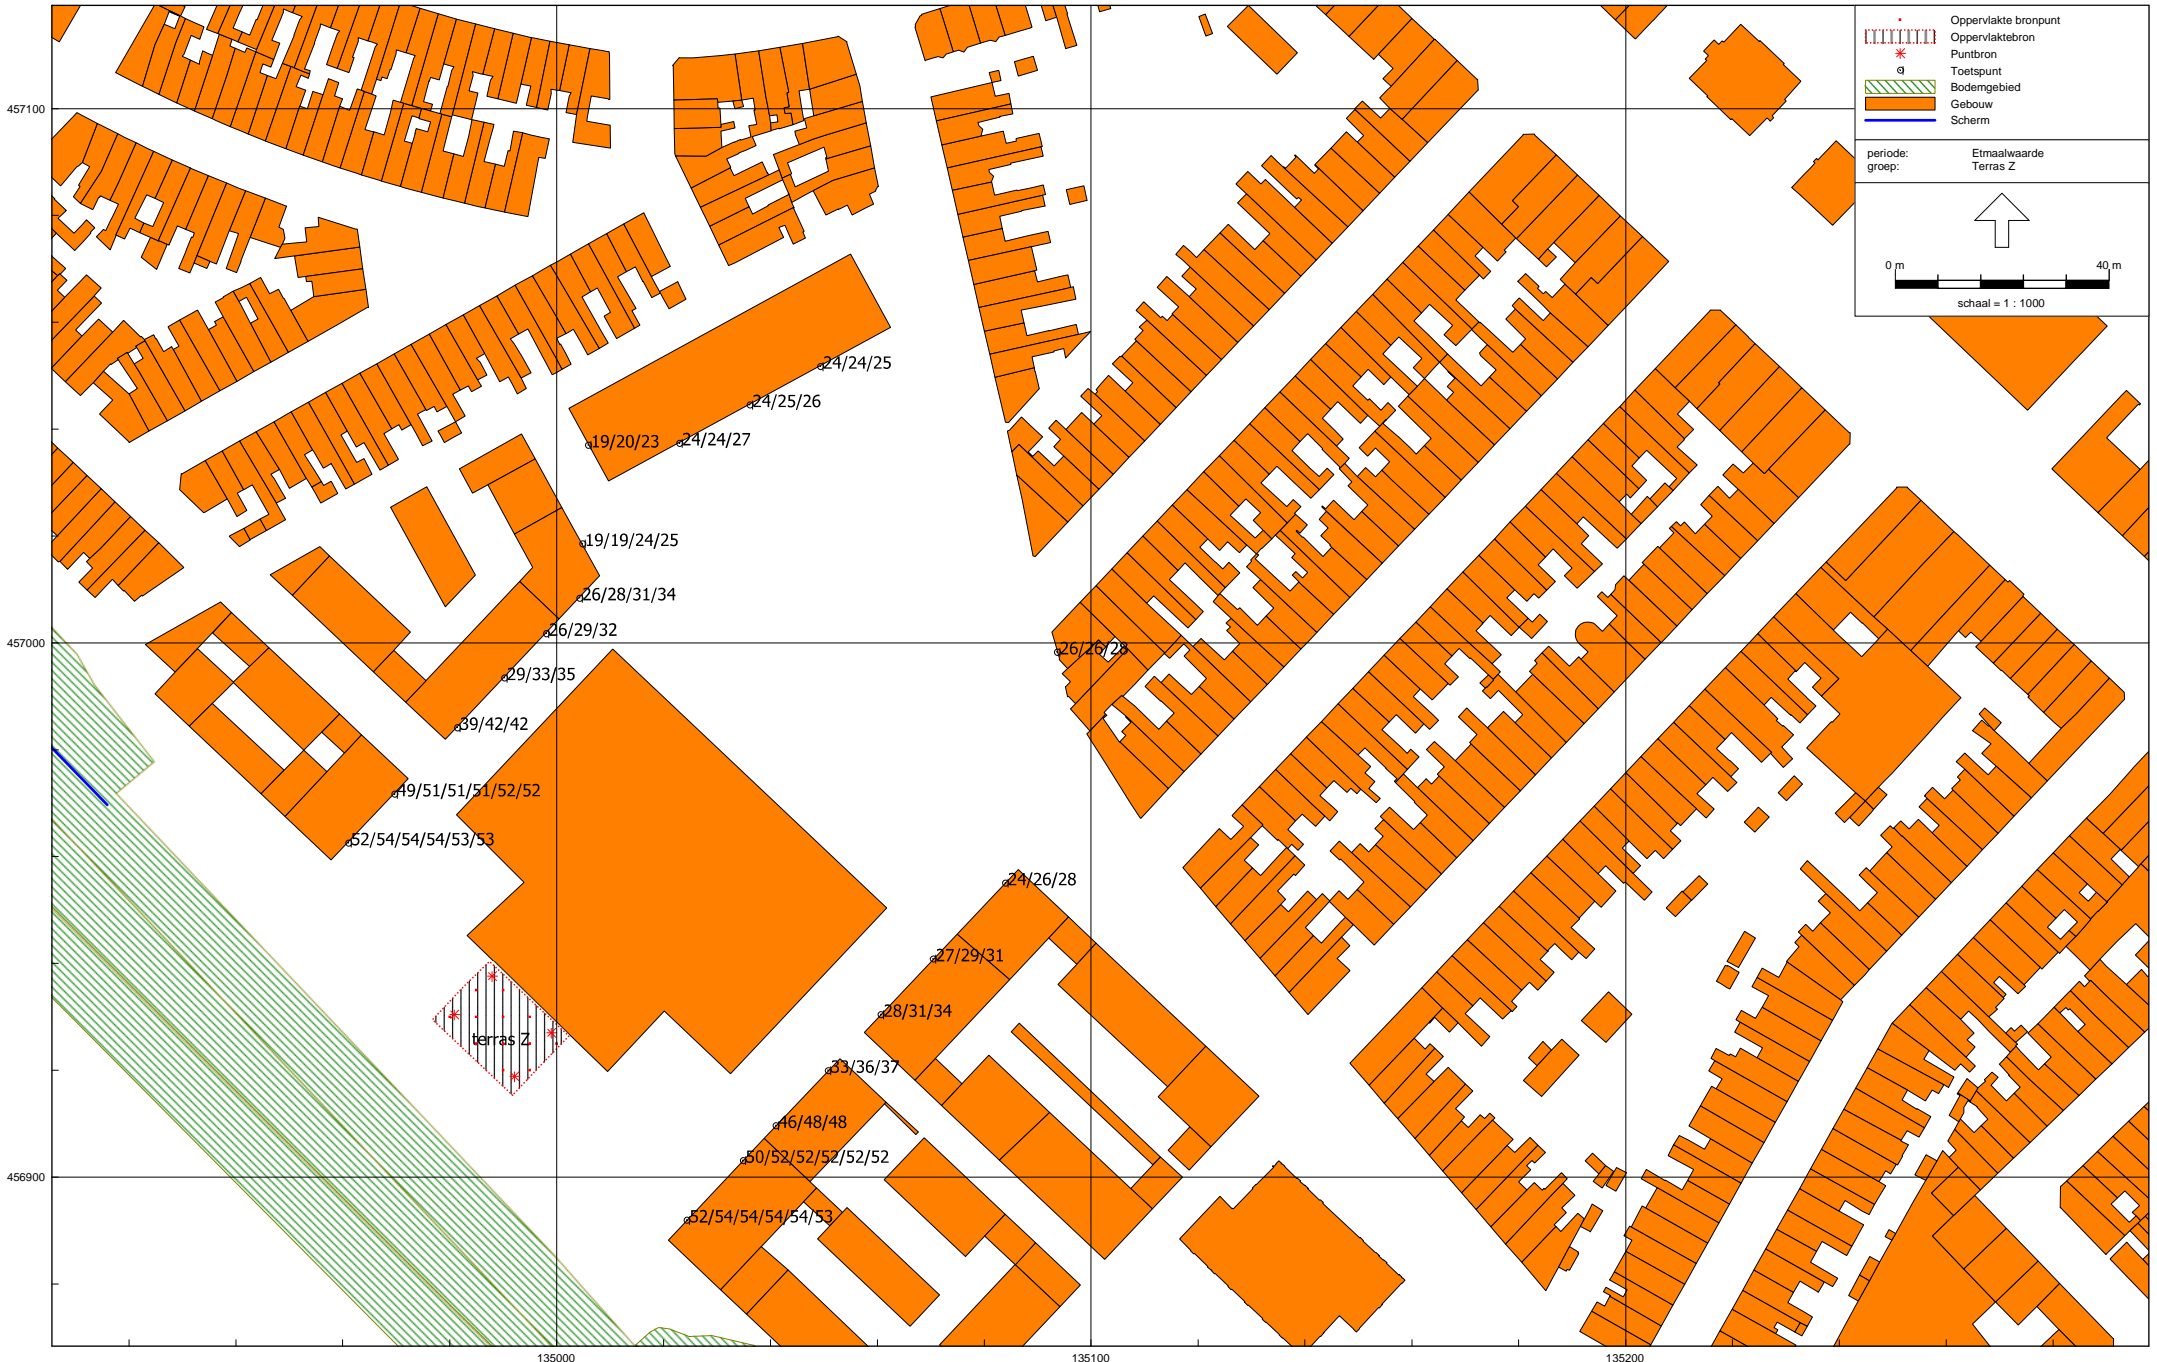 Oppervlakte bronpunt
Oppervlaktebron
Puntbron
Toetspunt
Bodemgebied
Gebouw
Scherm
periode: Etmaalwaarde
groep: Terras Z
0 m 40 m
schaal = 1 : 1000
457100
24/24/25
24/25/26
19/20/23
24/24/27
19/19/24/25
26/28/31/34
26/29/32
457000
26/26/28
29/33/35
39/42/42
49/51/51/51/52/52
52/54/54/54/53/53
24/26/28
27/29/31
28/31/34
terras Z
33/36/37
46/48/48
50/52/52/52/52/52
456900
52/54/54/54/54/53
135000
135100
135200